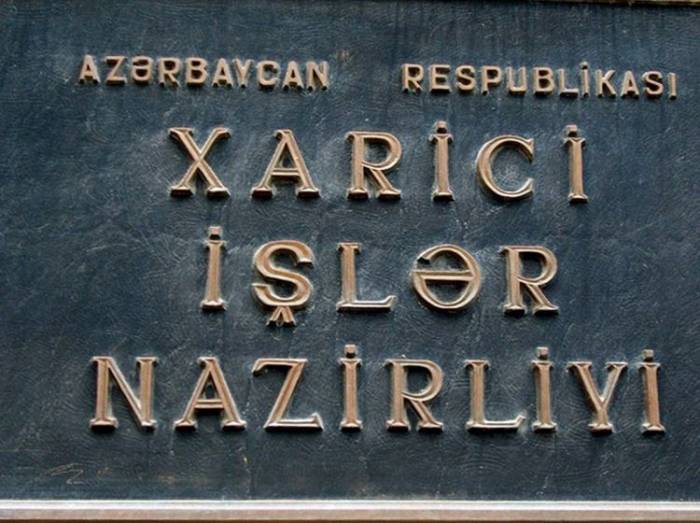 AZƏRBAYCAN RESPUBLİKASI
XARİCİ
İŞLƏR
NAZİRLİYİ